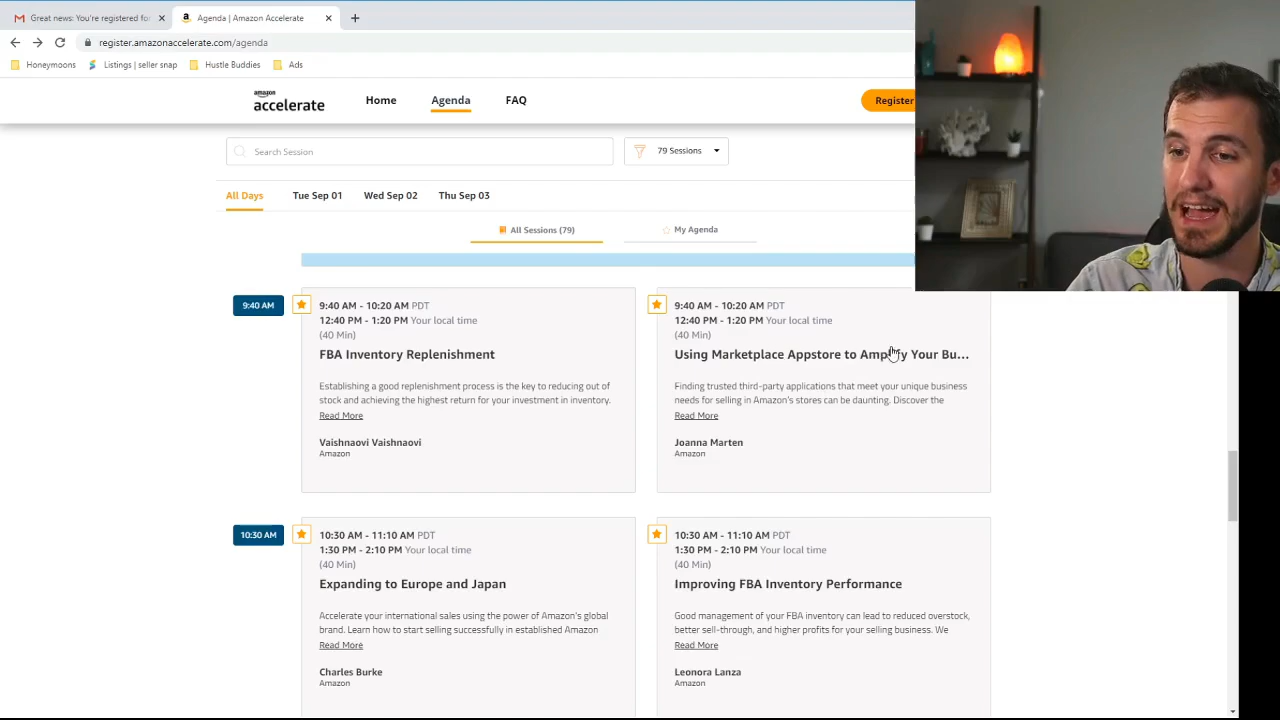 Great news: You're registered fo
Agenda | Amazon Accelerate
register.amazonaccelerate.com/agenda
Honeymoons
Listings | seller snap
Hustle Buddies
Ads
amazon
accelerate
Home
Agenda
FAQ
Register
Search Session
79 Sessions
All Days
Tue Sep 01
Wed Sep 02
Thu Sep 03
All Sessions (79)
My Agenda
9:40 AM
9:40 AM - 10:20 AM PDT
12:40 PM - 1:20 PM Your local time
(40 Min)
FBA Inventory Replenishment
Establishing a good replenishment process is the key to reducing out of
stock and achieving the highest return for your investment in inventory.
Read More
Vaishnaovi Vaishnaovi
Amazon
9:40 AM - 10:20 AM PDT
12:40 PM - 1:20 PM Your local time
(40 Min)
Using Marketplace Appstore to Amplify Your Bu...
Finding trusted third-party applications that meet your unique business
needs for selling in Amazon's stores can be daunting. Discover the
Read More
Joanna Marten
Amazon
10:30 AM
10:30 AM - 11:10 AM PDT
1:30 PM - 2:10 PM Your local time
(40 Min)
Expanding to Europe and Japan
Accelerate your international sales using the power of Amazon's global
brand. Learn how to start selling successfully in established Amazon
Read More
Charles Burke
Amazon
10:30 AM - 11:10 AM PDT
1:30 PM - 2:10 PM Your local time
(40 Min)
Improving FBA Inventory Performance
Good management of your FBA inventory can lead to reduced overstock,
better sell-through, and higher profits for your selling business. We
Read More
Leonora Lanza
Amazon